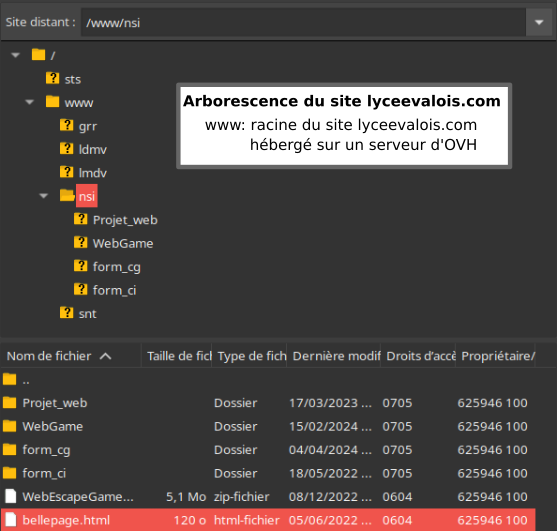 Site distant : /www/nsi
/
sts
www
grr
ldmv
lmdv
nsi
Projet_web
WebGame
form_cg
form_ci
snt
Arborescence du site lyceevalois.com
www: racine du site lyceevalois.com
hébergé sur un serveur d'OVH
Nom de fichier Taille de ficl Type de fich Dernière modif Droits d'accè Propriétaire/
..
Projet_web Dossier 17/03/2023 ... 0705 625946 100
WebGame Dossier 15/02/2024 ... 0705 625946 100
form_cg Dossier 04/04/2024 ... 0705 625946 100
form_ci Dossier 18/05/2022 ... 0705 625946 100
WebEscapeGame... 5,1 Mo zip-fichier 08/12/2022 ... 0604 625946 100
bellepage.html 120 o html-fichier 05/06/2022 ... 0604 625946 100